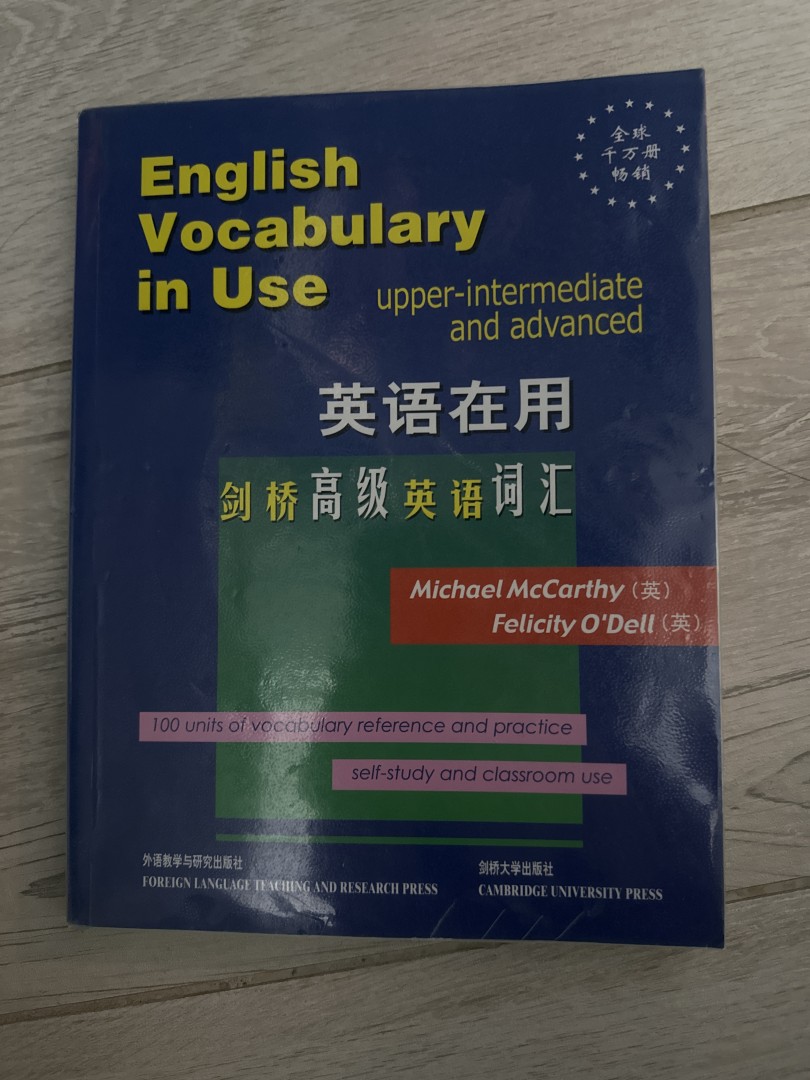 全球
千万册
畅销
English
Vocabulary
in Use
upper-intermediate
and advanced
英语在用
剑桥高级英语词汇
Michael McCarthy（英）
Felicity O'Dell（英）
100 units of vocabulary reference and practice
self-study and classroom use
外语教学与研究出版社
FOREIGN LANGUAGE TEACHING AND RESEARCH PRESS
剑桥大学出版社
CAMBRIDGE UNIVERSITY PRESS